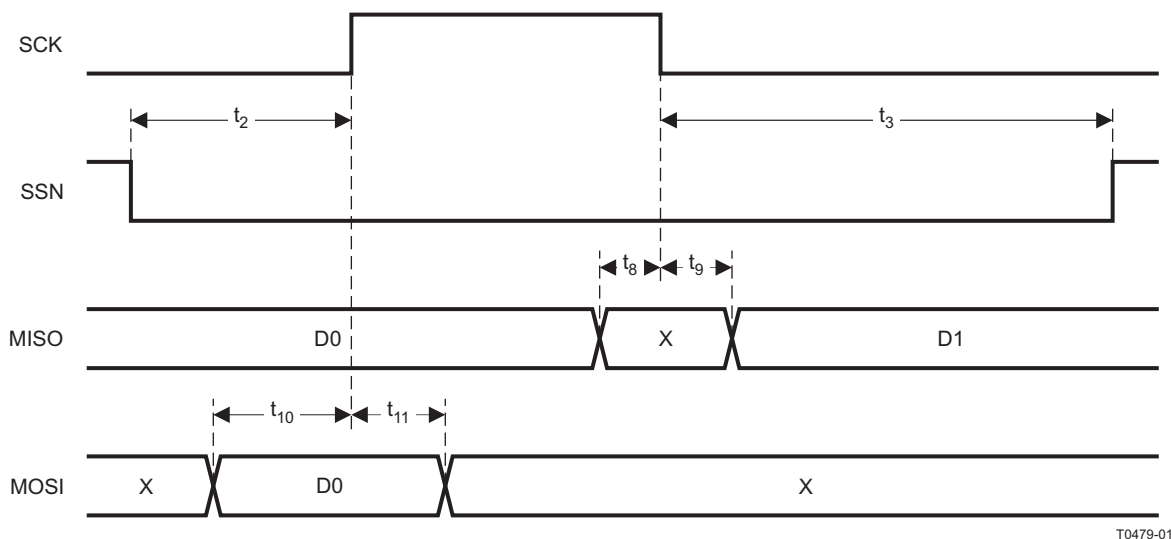 SCK
t2
t3
SSN
t8
t9
MISO
D0
X
D1
t10
t11
MOSI
X
D0
X
T0479-01